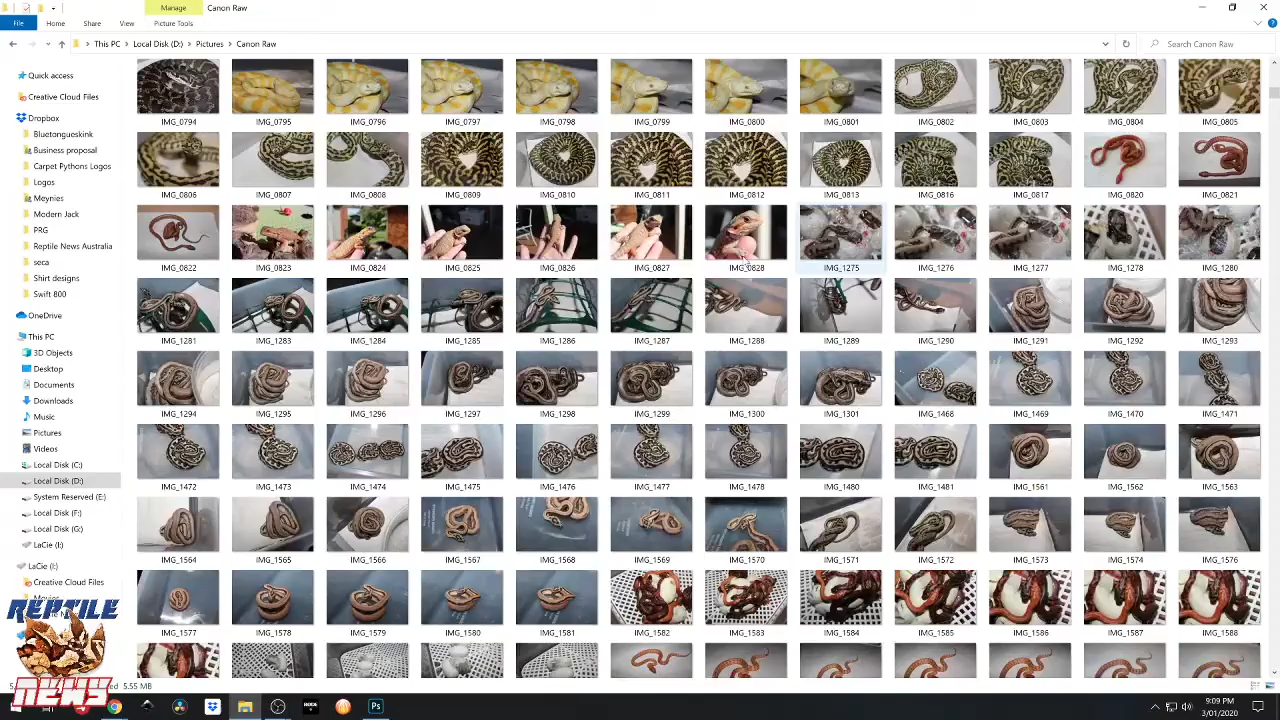 Manage
Canon Raw
File
Home
Share
View
Picture Tools
This PC > Local Disk (D:) > Pictures > Canon Raw
Search Canon Raw
Quick access
Creative Cloud Files
Dropbox
Bluetongueskink
Business proposal
Carpet Pythons Logos
Logos
Meynies
Modern Jack
PRG
Reptile News Australia
seca
Shirt designs
Swift 800
OneDrive
This PC
3D Objects
Desktop
Documents
Downloads
Music
Pictures
Videos
Local Disk (C:)
Local Disk (D:)
System Reserved (E:)
Local Disk (F:)
Local Disk (G:)
LaCie (I:)
LaCie (I:)
Creative Cloud Files
IMG_0794 IMG_0795 IMG_0796 IMG_0797 IMG_0798 IMG_0799 IMG_0800 IMG_0801 IMG_0802 IMG_0803 IMG_0804 IMG_0805
IMG_0806 IMG_0807 IMG_0808 IMG_0809 IMG_0810 IMG_0811 IMG_0812 IMG_0813 IMG_0816 IMG_0817 IMG_0820 IMG_0821
IMG_0822 IMG_0823 IMG_0824 IMG_0825 IMG_0826 IMG_0827 IMG_0828 IMG_1275 IMG_1276 IMG_1277 IMG_1278 IMG_1280
IMG_1281 IMG_1283 IMG_1284 IMG_1285 IMG_1286 IMG_1287 IMG_1288 IMG_1289 IMG_1290 IMG_1291 IMG_1292 IMG_1293
IMG_1294 IMG_1295 IMG_1296 IMG_1297 IMG_1298 IMG_1299 IMG_1300 IMG_1301 IMG_1468 IMG_1469 IMG_1470 IMG_1471
IMG_1472 IMG_1473 IMG_1474 IMG_1475 IMG_1476 IMG_1477 IMG_1478 IMG_1480 IMG_1481 IMG_1561 IMG_1562 IMG_1563
IMG_1564 IMG_1565 IMG_1566 IMG_1567 IMG_1568 IMG_1569 IMG_1570 IMG_1571 IMG_1572 IMG_1573 IMG_1574 IMG_1576
IMG_1577 IMG_1578 IMG_1579 IMG_1580 IMG_1581 IMG_1582 IMG_1583 IMG_1584 IMG_1585 IMG_1586 IMG_1587 IMG_1588
REPTILE
NEWS
5.55 MB
RODE
Ps
9:09 PM
3/01/2020